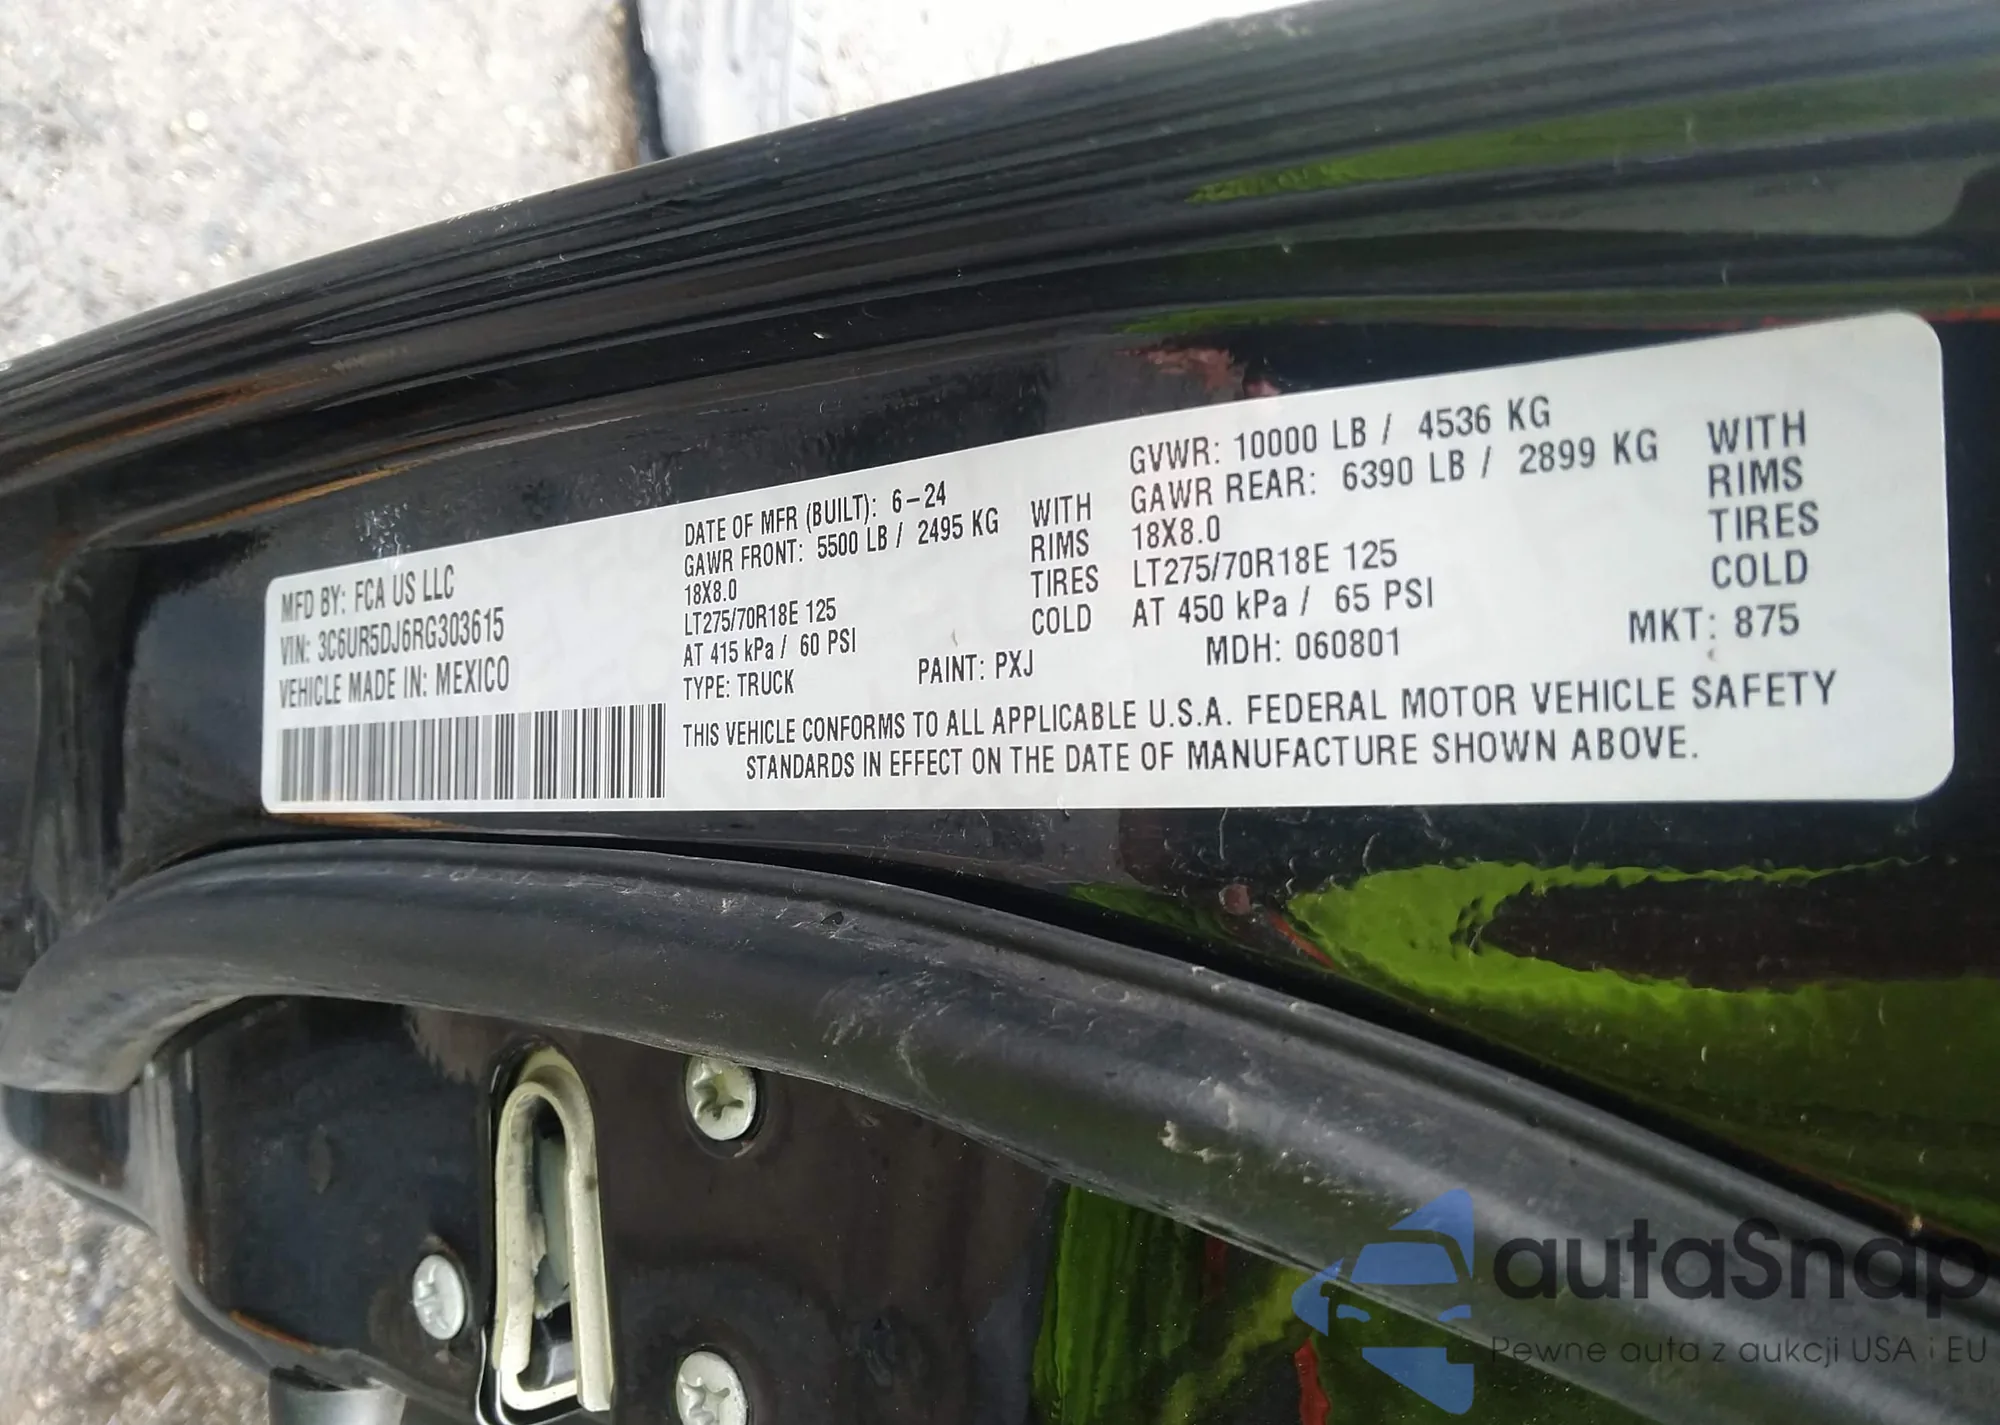 MFD BY: FCA US LLC
VIN: 3C6UR5DJ6RG303615
VEHICLE MADE IN: MEXICO
DATE OF MFR (BUILT): 6-24
GAWR FRONT: 5500 LB / 2495 KG WITH
18X8.0 RIMS
LT275/70R18E 125 TIRES
AT 415 kPa / 60 PSI COLD
TYPE: TRUCK PAINT: PXJ
GVWR: 10000 LB / 4536 KG
GAWR REAR: 6390 LB / 2899 KG WITH
18X8.0 RIMS
LT275/70R18E 125 TIRES
AT 450 kPa / 65 PSI COLD
MDH: 060801 MKT: 875
THIS VEHICLE CONFORMS TO ALL APPLICABLE U.S.A. FEDERAL MOTOR VEHICLE SAFETY
STANDARDS IN EFFECT ON THE DATE OF MANUFACTURE SHOWN ABOVE.
autaSnap
Pewne auta z aukcji USA i EU